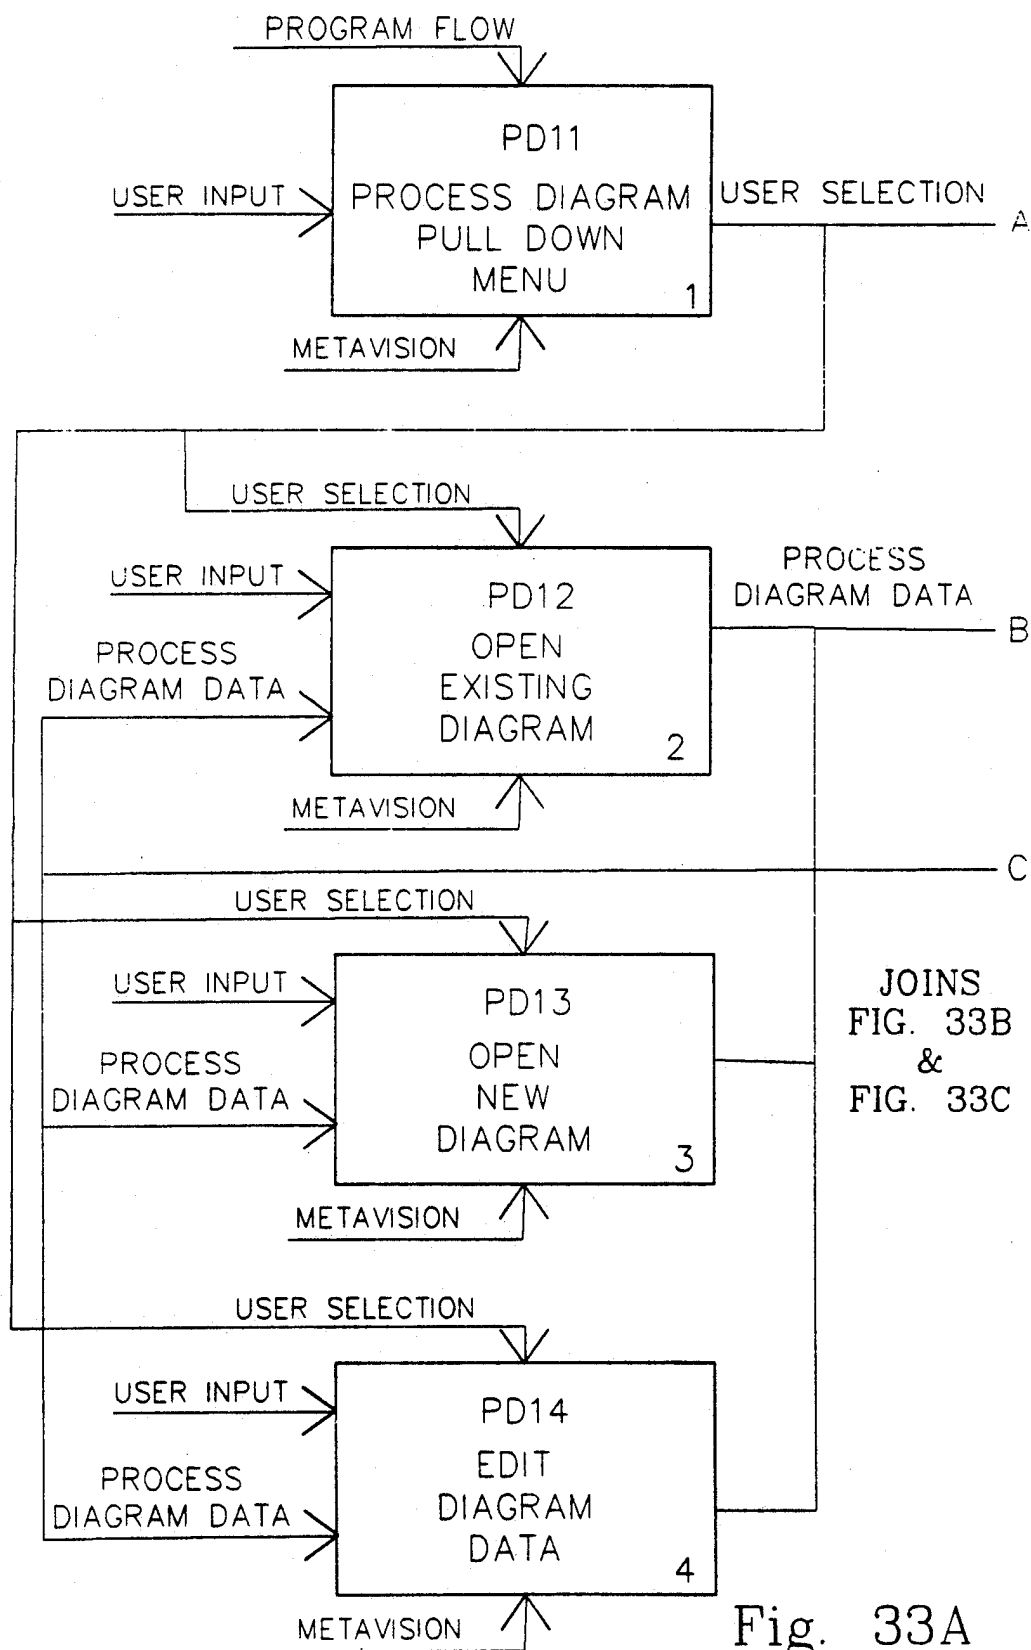 PROGRAM FLOW
PD11
USER INPUT
PROCESS DIAGRAM
PULL DOWN
MENU
1
USER SELECTION
A
METAVISION
USER SELECTION
USER INPUT
PD12
PROCESS
DIAGRAM DATA
OPEN
EXISTING
DIAGRAM
2
PROCESS
DIAGRAM DATA
B
METAVISION
C
USER SELECTION
USER INPUT
PD13
PROCESS
DIAGRAM DATA
OPEN
NEW
DIAGRAM
3
JOINS
FIG. 33B
&
FIG. 33C
METAVISION
USER SELECTION
USER INPUT
PD14
PROCESS
DIAGRAM DATA
EDIT
DIAGRAM
DATA
4
METAVISION
Fig. 33A